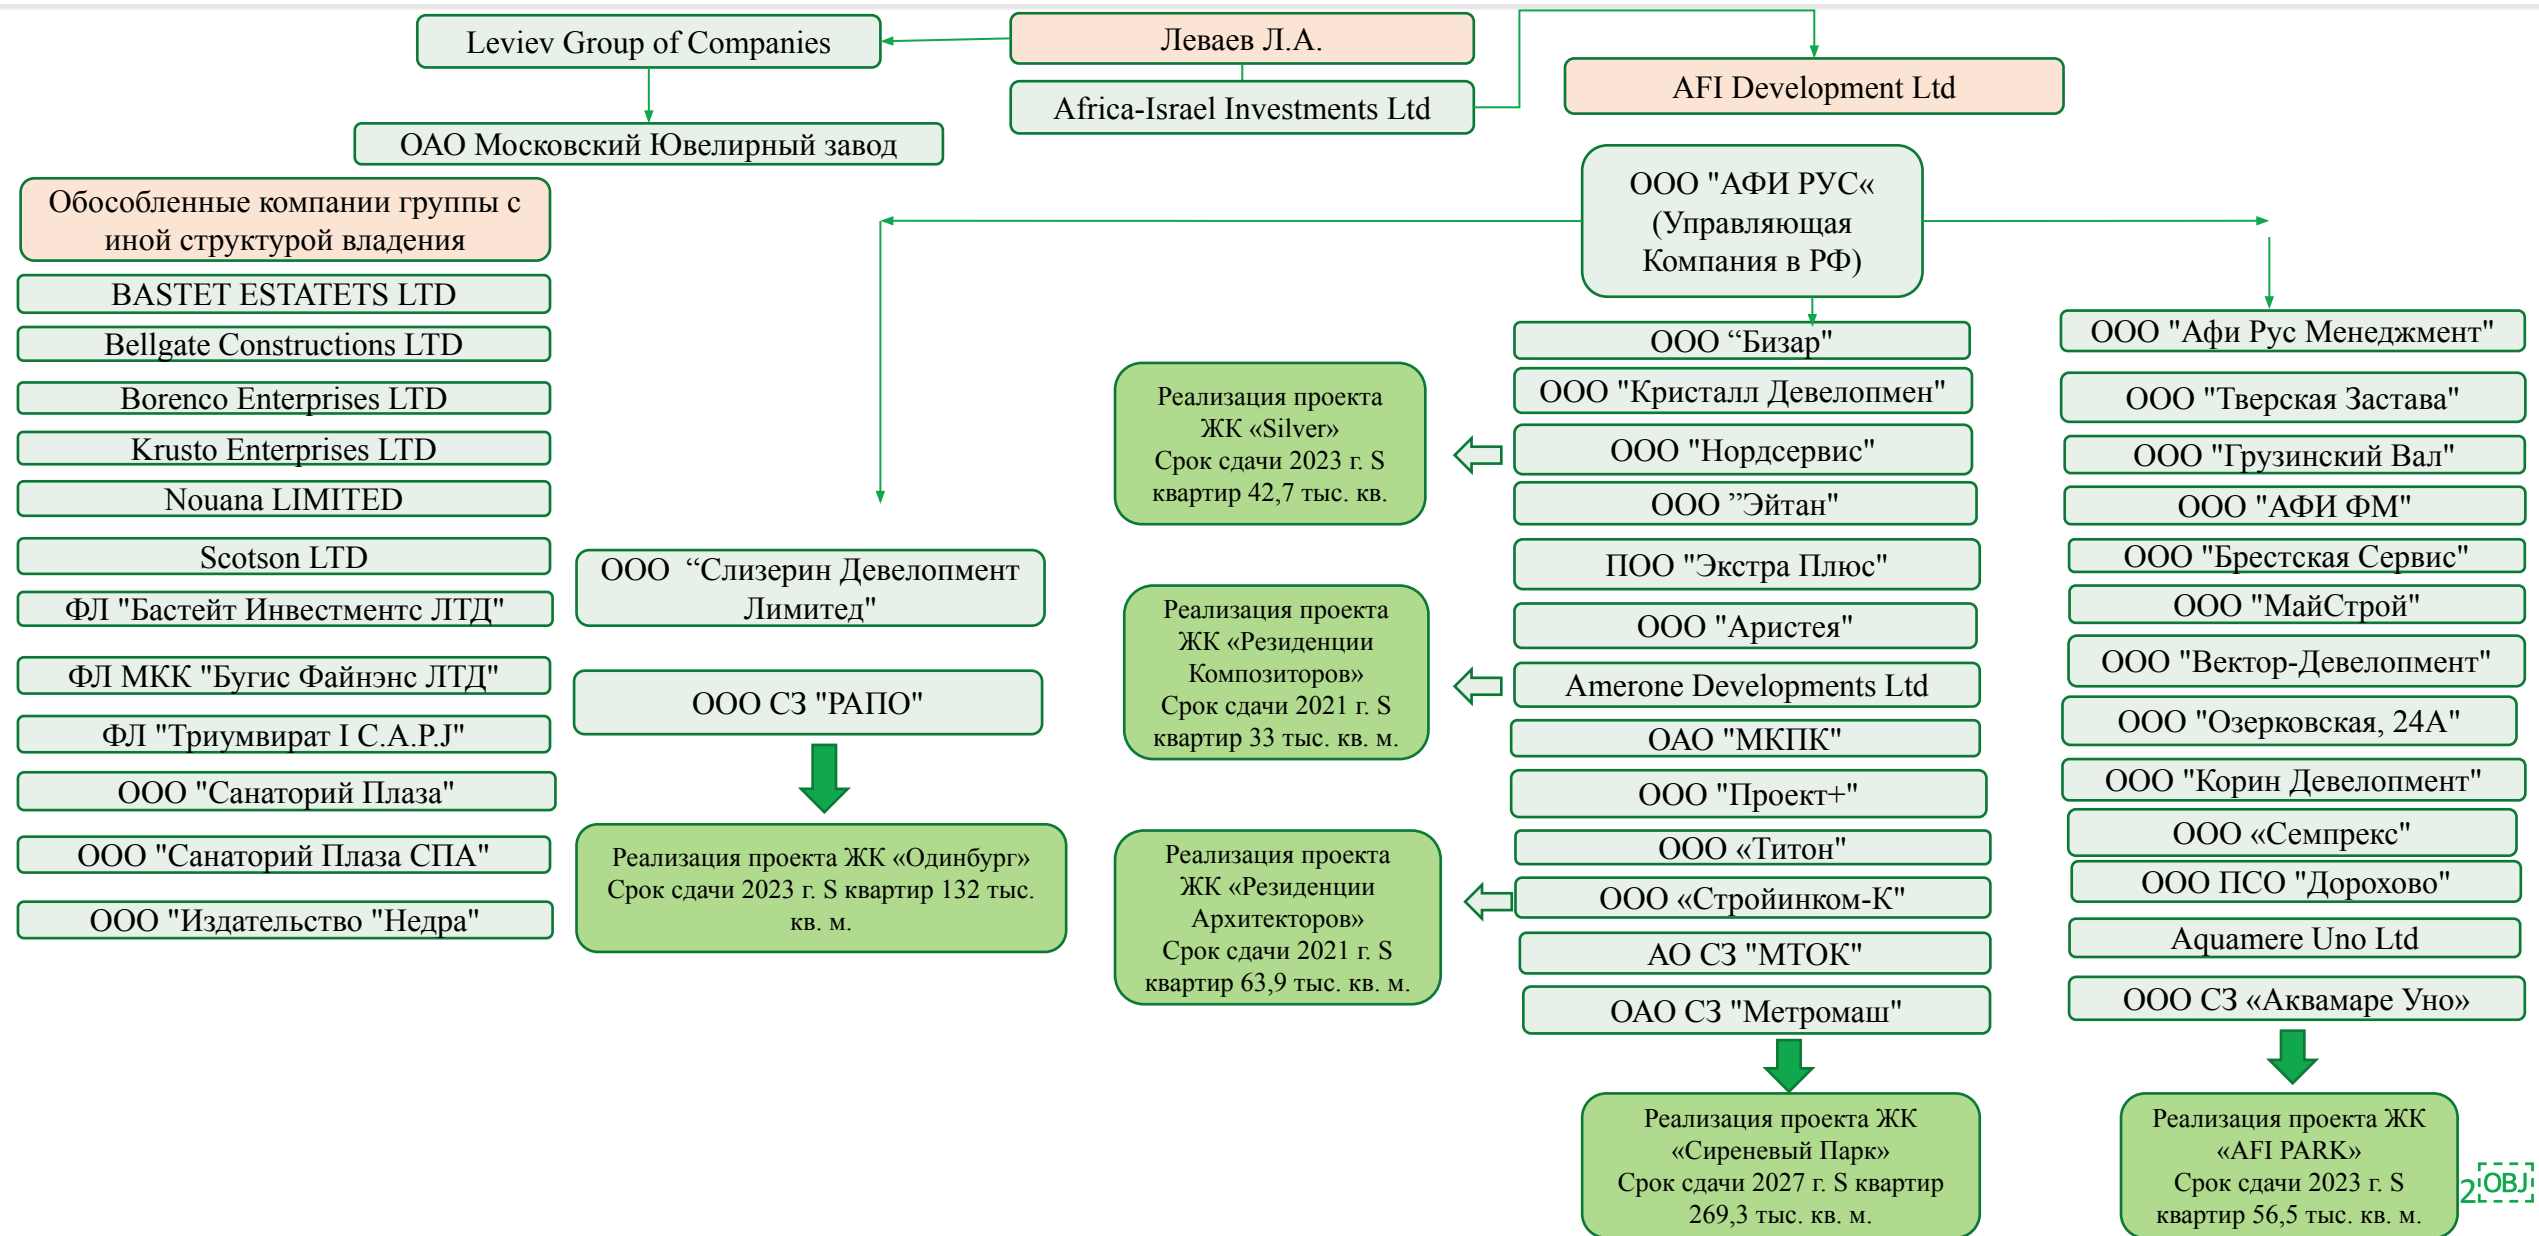 Leviev Group of Companies
Леваев Л.А.
Africa-Israel Investments Ltd
AFI Development Ltd
ОАО Московский Ювелирный завод
Обособленные компании группы с
иной структурой владения
BASTET ESTATETS LTD
Bellgate Constructions LTD
Borenco Enterprises LTD
Krusto Enterprises LTD
Nouana LIMITED
Scotson LTD
ФЛ "Бастейт Инвестментс ЛТД"
ФЛ МКК "Бугис Файнэнс ЛТД"
ФЛ "Триумвират I С.А.Р.J"
ООО "Санаторий Плаза"
ООО "Санаторий Плаза СПА"
ООО "Издательство "Недра"
ООО "АФИ РУС«
(Управляющая
Компания в РФ)
ООО “Слизерин Девелопмент
Лимитед"
ООО СЗ "РАПО"
Реализация проекта ЖК «Одинбург»
Срок сдачи 2023 г. S квартир 132 тыс.
кв. м.
Реализация проекта
ЖК «Silver»
Срок сдачи 2023 г. S
квартир 42,7 тыс. кв.
Реализация проекта
ЖК «Резиденции
Композиторов»
Срок сдачи 2021 г. S
квартир 33 тыс. кв. м.
Реализация проекта
ЖК «Резиденции
Архитекторов»
Срок сдачи 2021 г. S
квартир 63,9 тыс. кв. м.
ООО “Бизар"
ООО "Кристалл Девелопмен"
ООО "Нордсервис"
ООО ”Эйтан"
ПОО "Экстра Плюс"
ООО "Аристея"
Amerone Developments Ltd
ОАО "МКПК"
ООО "Проект+"
ООО «Титон"
ООО «Стройинком-К"
АО СЗ "МТОК"
ОАО СЗ "Метромаш"
Реализация проекта ЖК
«Сиреневый Парк»
Срок сдачи 2027 г. S квартир
269,3 тыс. кв. м.
ООО "Афи Рус Менеджмент"
ООО "Тверская Застава"
ООО "Грузинский Вал"
ООО "АФИ ФМ"
ООО "Брестская Сервис"
ООО "МайСтрой"
ООО "Вектор-Девелопмент"
ООО "Озерковская, 24А"
ООО "Корин Девелопмент"
ООО «Семпрекс"
ООО ПСО "Дорохово"
Aquamere Uno Ltd
ООО СЗ «Аквамаре Уно»
Реализация проекта ЖК
«AFI PARK»
Срок сдачи 2023 г. S
квартир 56,5 тыс. кв. м.
2 OBJ